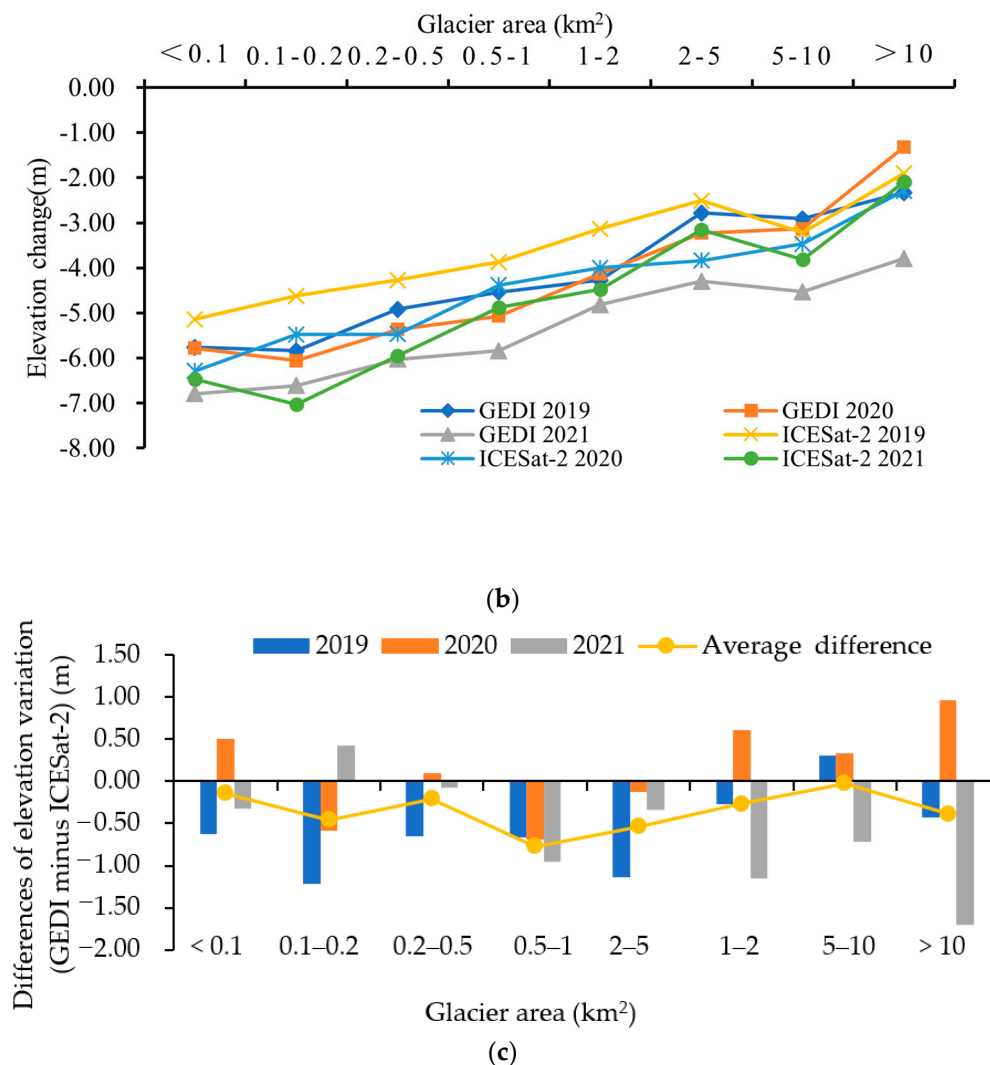 Glacier area (km²)
＜0.1 0.1-0.2 0.2-0.5 0.5-1 1-2 2-5 5-10 ＞10
0.00
-1.00
-2.00
-3.00
-4.00
-5.00
-6.00
-7.00
-8.00
Elevation change(m)
GEDI 2019 GEDI 2020
GEDI 2021 ICESat-2 2019
ICESat-2 2020 ICESat-2 2021
(b)
2019 2020 2021 Average difference
1.50
1.00
0.50
0.00
−0.50
−1.00
−1.50
−2.00
Differences of elevation variation
((GEDI minus ICESat-2) (m)
< 0.1 0.1–0.2 0.2–0.5 0.5–1 2–5 1–2 5–10 > 10
Glacier area (km²)
(c)